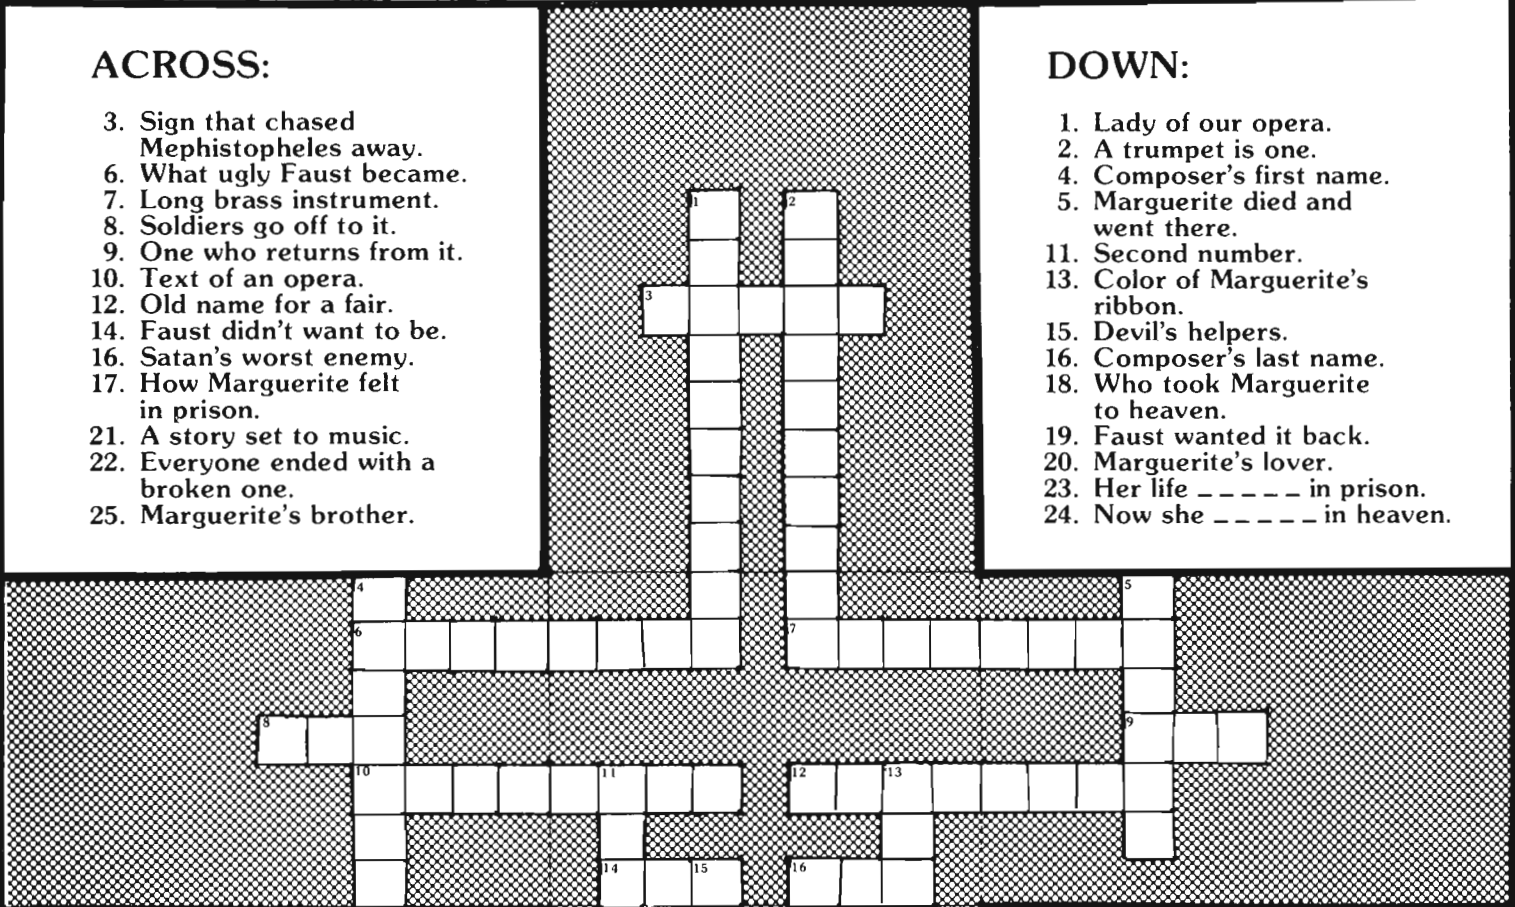 ACROSS:
3. Sign that chased
Mephistopheles away.
6. What ugly Faust became.
7. Long brass instrument.
8. Soldiers go off to it.
9. One who returns from it.
10. Text of an opera.
12. Old name for a fair.
14. Faust didn't want to be.
16. Satan's worst enemy.
17. How Marguerite felt
in prison.
21. A story set to music.
22. Everyone ended with a
broken one.
25. Marguerite's brother.
DOWN:
1. Lady of our opera.
2. A trumpet is one.
4. Composer's first name.
5. Marguerite died and
went there.
11. Second number.
13. Color of Marguerite's
ribbon.
15. Devil's helpers.
16. Composer's last name.
18. Who took Marguerite
to heaven.
19. Faust wanted it back.
20. Marguerite's lover.
23. Her life _ _ _ _ _ in prison.
24. Now she _ _ _ _ _ in heaven.
1 2
3
4 5
6 7
8 9
10 11 12 13
14 15 16